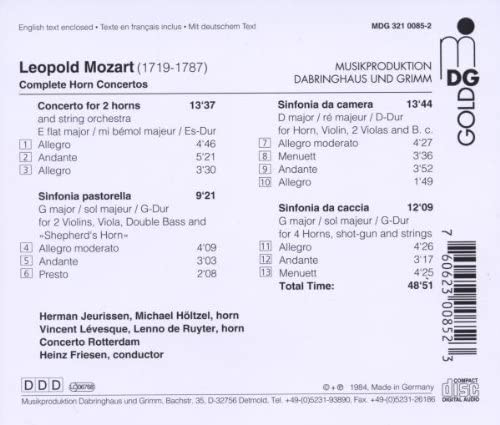 English text enclosed • Texte en français inclus • Mit deutschem Text
MDG 321 0085-2
Leopold Mozart (1719-1787)
Complete Horn Concertos
MUSIKPRODUKTION
DABRINGHAUS UND GRIMM
mo
DG
GOLD
Concerto for 2 horns 13'37
and string orchestra
E flat major / mi bémol majeur / Es-Dur
1 Allegro 4'46
2 Andante 5'21
3 Allegro 3'30
Sinfonia pastorella 9'21
G major / sol majeur / G-Dur
for 2 Violins, Viola, Double Bass and
»Shepherd's Horn«
4 Allegro moderato 4'09
5 Andante 3'03
6 Presto 2'08
Sinfonia da camera 13'44
D major / ré majeur / D-Dur
for Horn, Violin, 2 Violas and B. c.
7 Allegro moderato 4'27
8 Menuett 3'36
9 Andante 3'52
10 Allegro 1'49
Sinfonia da caccia 12'09
G major / sol majeur / G-Dur
for 4 Horns, shot-gun and strings
11 Allegro 4'26
12 Andante 3'17
13 Menuett 4'25
Total Time: 48'51
Herman Jeurissen, Michael Höltzel, horn
Vincent Lévesque, Lenno de Ruyter, horn
Concerto Rotterdam
Heinz Friesen, conductor
7 60623 00852 3
DDD
06768
© + ℗ 1984, Made in Germany
COMPACT
disc
DIGITAL AUDIO
Musikproduktion Dabringhaus und Grimm, Bachstr. 35, D-32756 Detmold, Tel. +49-(0)5231-93890, Fax +49-(0)5231-26186